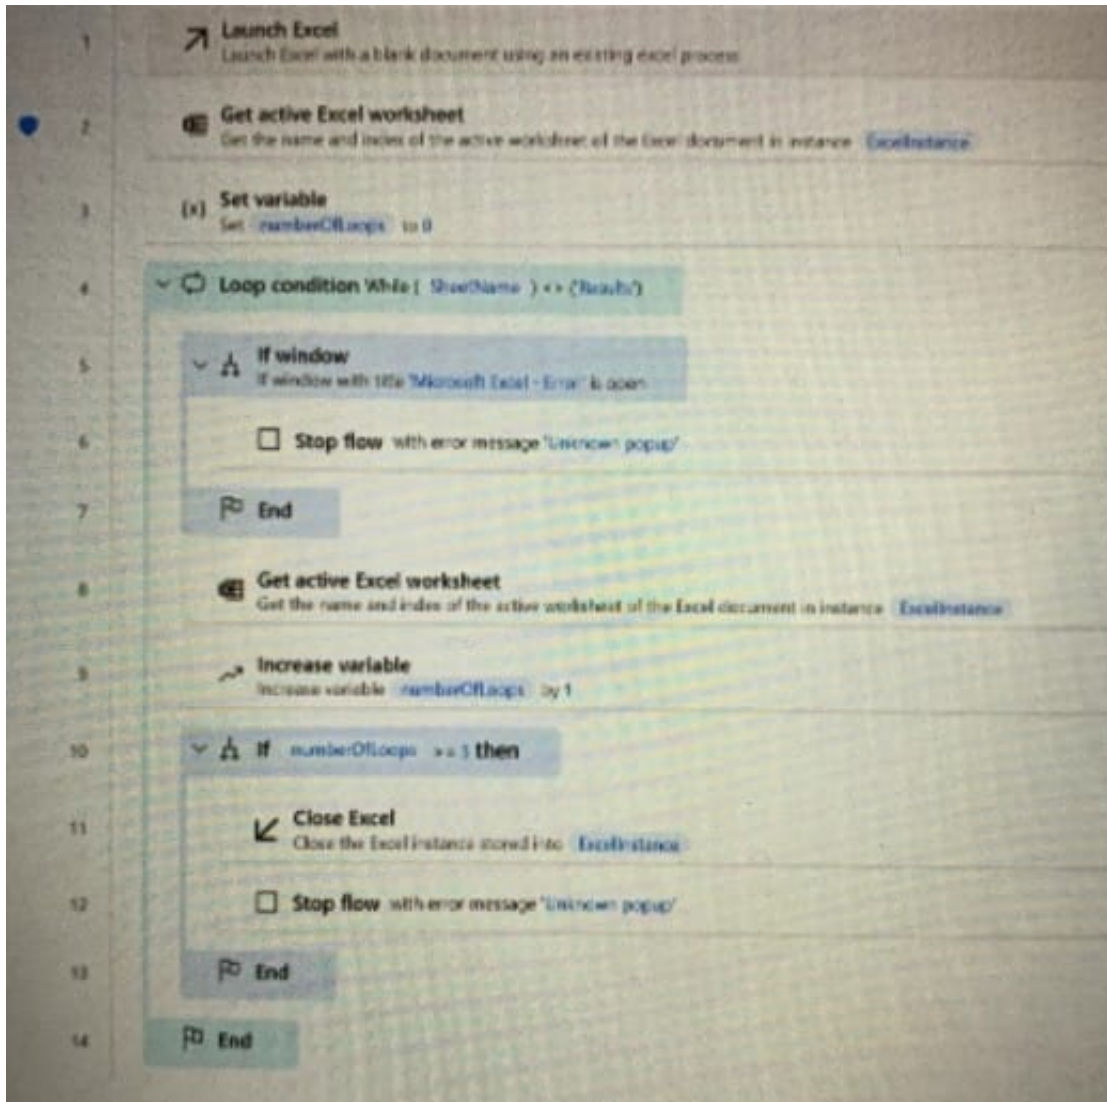 1
Launch Excel
Launch Excel with a blank document using an existing excel process
2
Get active Excel worksheet
Get the name and index of the active worksheet of the Excel document in instance ExcelInstance
3
{x} Set variable
Set numberOfLoops to 0
4
Loop condition While ( SheetName ) <> ('Results')
5
If window
If window with title 'Microsoft Excel - Error' is open
6
Stop flow with error message 'Unknown popup'
7
End
8
Get active Excel worksheet
Get the name and index of the active worksheet of the Excel document in instance ExcelInstance
9
Increase variable
Increase variable numberOfLoops by 1
10
If numberOfLoops >= then
11
Close Excel
Close the Excel instance stored into ExcelInstance
12
Stop flow with error message 'Unknown popup'
13
End
14
End